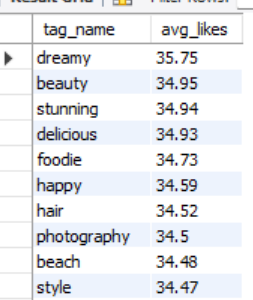 tag_name avg_likes
dreamy 35.75
beauty 34.95
stunning 34.94
delicious 34.93
foodie 34.73
happy 34.59
hair 34.52
photography 34.5
beach 34.48
style 34.47